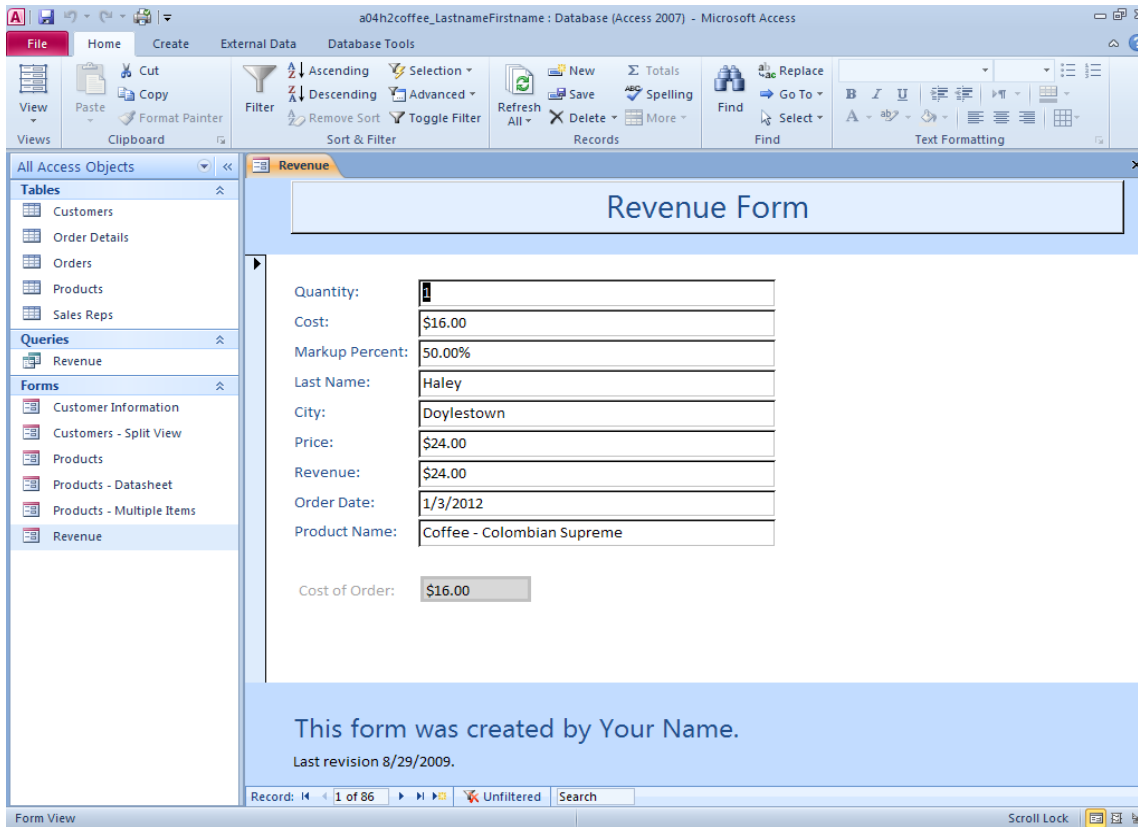 a04h2coffee_LastnameFirstname : Database (Access 2007) - Microsoft Access
File Home Create External Data Database Tools
View
Views
Paste
Cut
Copy
Format Painter
Clipboard
Filter
Ascending
Descending
Remove Sort
Selection
Advanced
Toggle Filter
Sort & Filter
Refresh
All
New
Save
Delete
Totals
Spelling
More
Records
Find
Replace
Go To
Select
Find
B I U
A
Text Formatting
All Access Objects
Tables
Customers
Order Details
Orders
Products
Sales Reps
Queries
Revenue
Forms
Customer Information
Customers - Split View
Products
Products - Datasheet
Products - Multiple Items
Revenue
Revenue
Revenue Form
Quantity: 1
Cost: $16.00
Markup Percent: 50.00%
Last Name: Haley
City: Doylestown
Price: $24.00
Revenue: $24.00
Order Date: 1/3/2012
Product Name: Coffee - Colombian Supreme
Cost of Order: $16.00
This form was created by Your Name.
Last revision 8/29/2009.
Record: 1 of 86 Unfiltered Search
Form View Scroll Lock